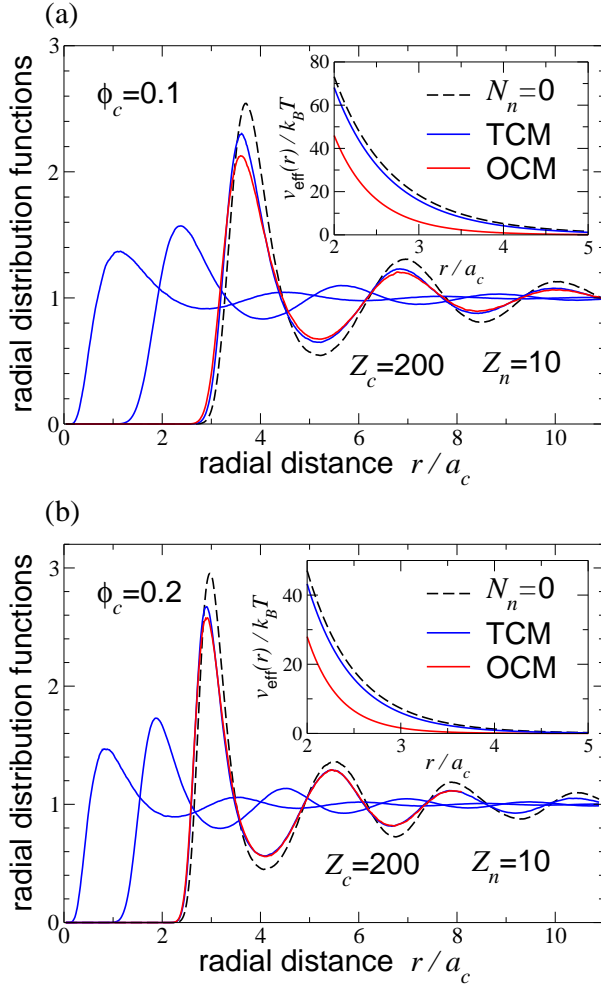 (a)
radial distribution functions
3
2
1
0
ϕc=0.1
80
60
40
20
0
veff(r)/kBT
Nn=0
TCM
OCM
2 3 4 5
r/ac
Zc=200 Zn=10
0 2 4 6 8 10
radial distance r/ac
(b)
radial distribution functions
3
2
1
0
ϕc=0.2
40
20
0
veff(r)/kBT
Nn=0
TCM
OCM
2 3 4 5
r/ac
Zc=200 Zn=10
0 2 4 6 8 10
radial distance r/ac